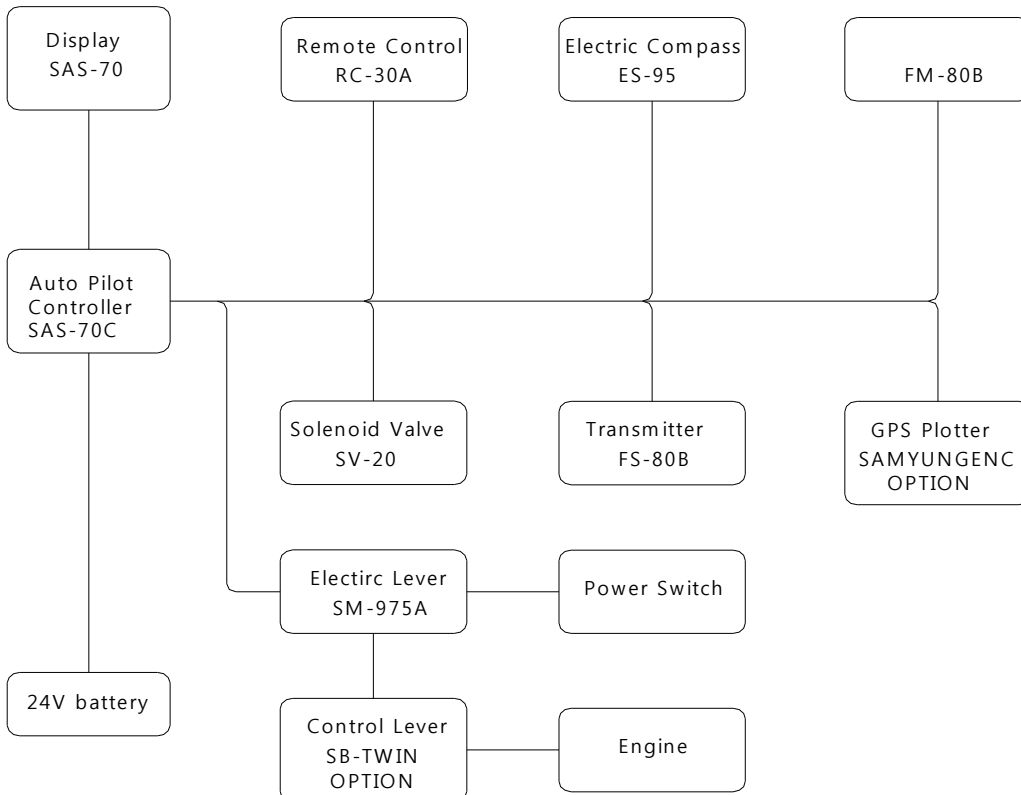 Display
SAS-70
Remote Control
RC-30A
Electric Compass
ES-95
FM-80B
Auto Pilot
Controller
SAS-70C
Solenoid Valve
SV-20
Transmitter
FS-80B
GPS Plotter
SAMYUNGENC
OPTION
Electirc Lever
SM-975A
Power Switch
24V battery
Control Lever
SB-TWIN
OPTION
Engine